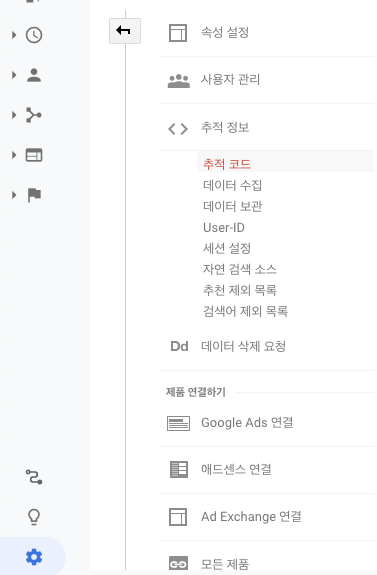 속성 설정
사용자 관리
추적 정보
추적 코드
데이터 수집
데이터 보관
User-ID
세션 설정
자연 검색 소스
추천 제외 목록
검색어 제외 목록
Dd 데이터 삭제 요청
제품 연결하기
Google Ads 연결
애드센스 연결
Ad Exchange 연결
모든 제품